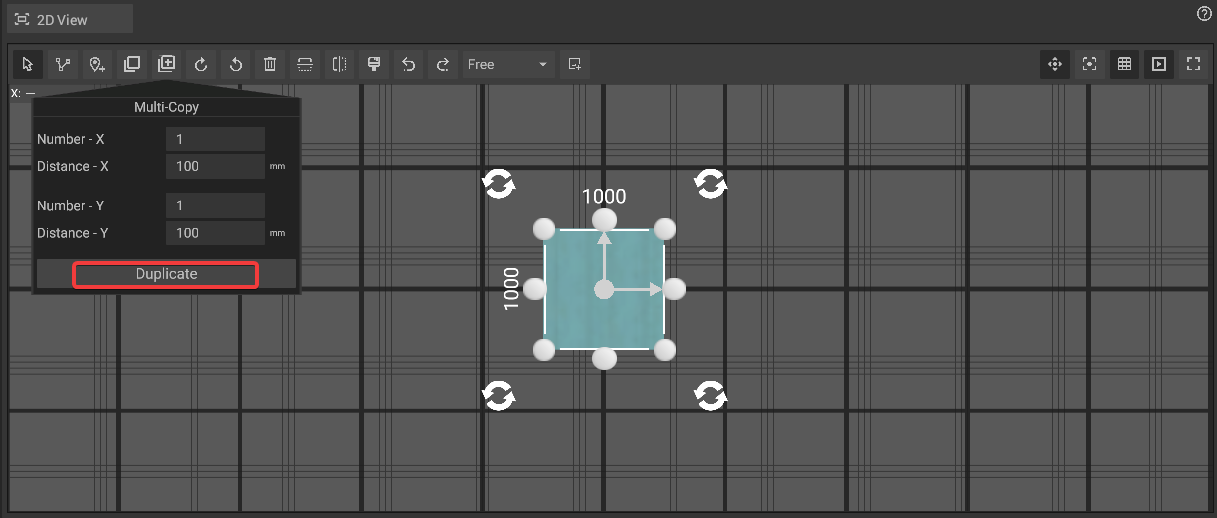 2D View
Free
X: —
Multi-Copy
Number - X 1
Distance - X 100 mm
Number - Y 1
Distance - Y 100 mm
Duplicate
1000
1000